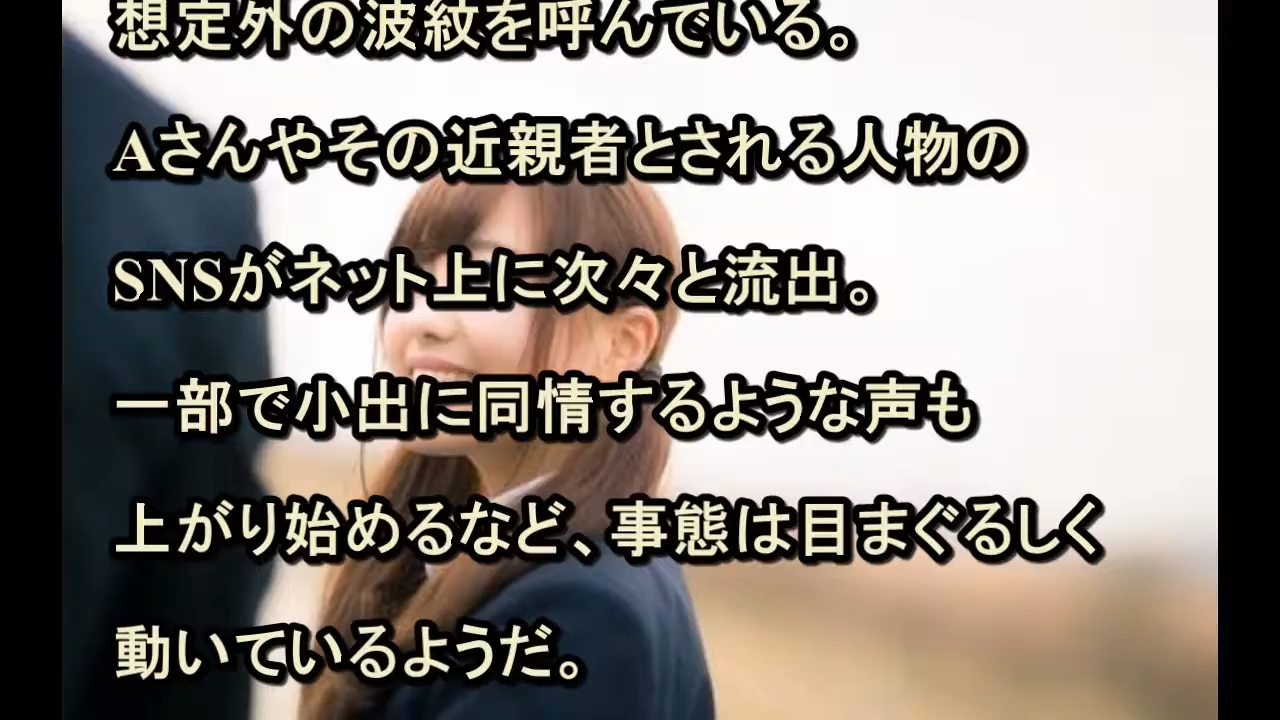 想定外の波紋を呼んでいる。
Aさんやその近親者とされる人物の
SNSがネット上に次々と流出。
一部で小出に同情するような声も
上がり始めるなど、事態は目まぐるしく
動いているようだ。